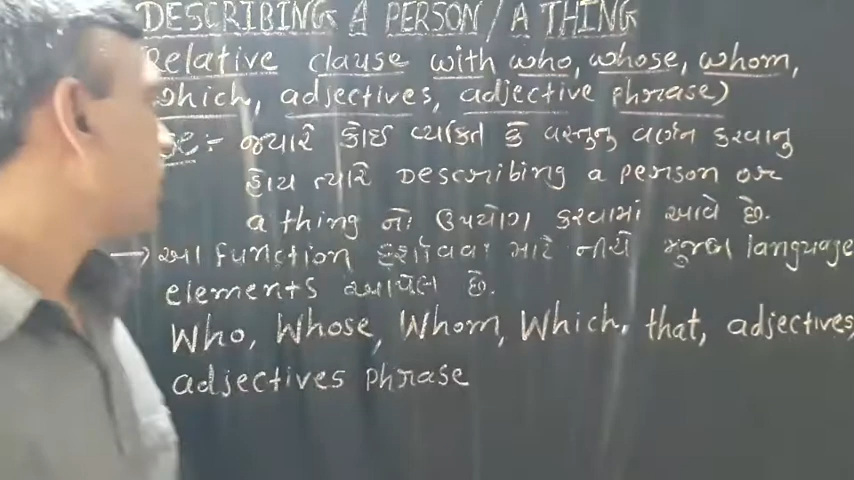 DESCRIBING A PERSON / A THING
Relative clause with who, whose, whom,
which, adjectives, adjective phrase)
:- જ્યારે કોઇ વ્યક્તિ કે વસ્તુનુ વર્ણન કરવાનુ
હોય ત્યારે Describing a person or
a thing નો ઉપયોગ કરવામાં આવે છે.
→ આ function દર્શાવવા માટે નીચે મુજબ language
elements આપેલ છે.
Who, Whose, Whom, Which, that, adjectives,
adjectives phrase